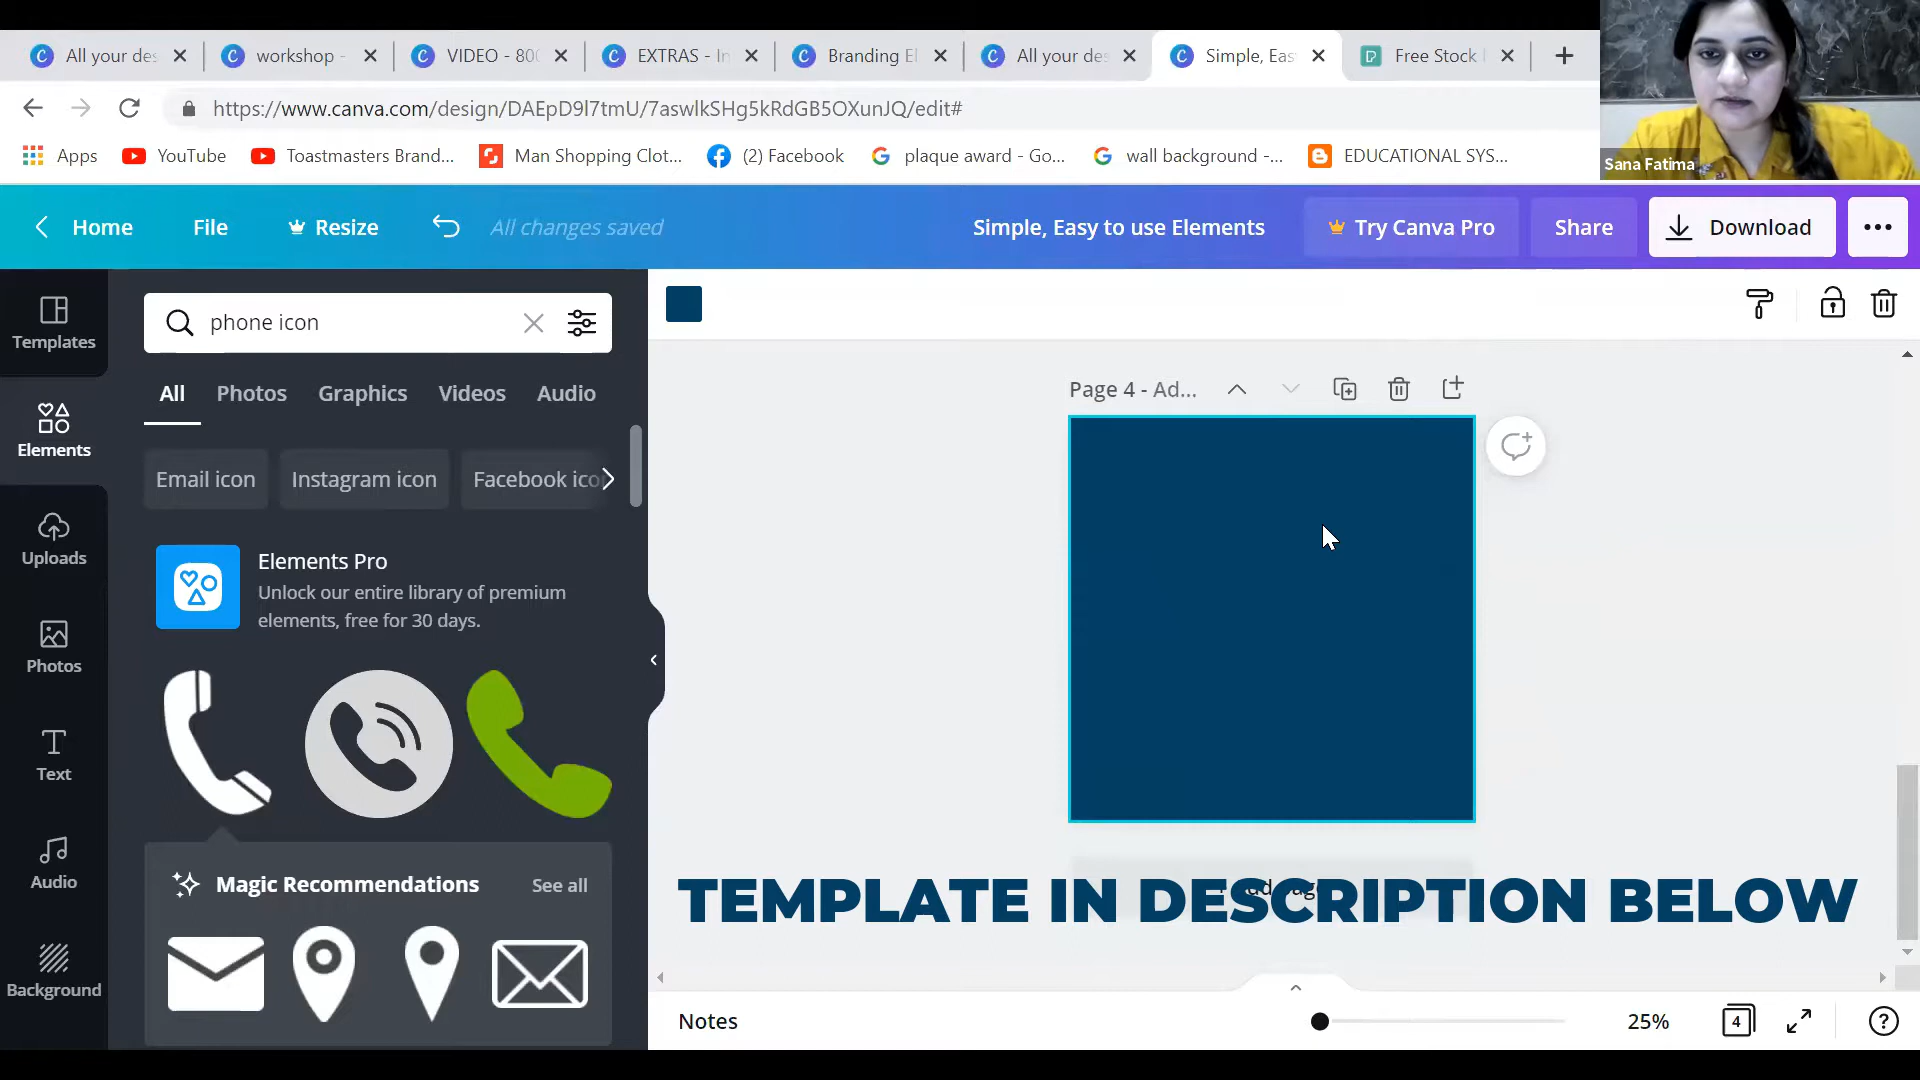 All your des
workshop -
VIDEO - 800
EXTRAS - In
Branding El
All your des
Simple, Eas
Free Stock
https://www.canva.com/design/DAEpD9l7tmU/7aswlkSHg5kRdGB5OXunJQ/edit#
Apps
YouTube
Toastmasters Brand...
Man Shopping Clot...
(2) Facebook
plaque award - Go...
wall background -...
EDUCATIONAL SYS...
Sana Fatima
Home
File
Resize
All changes saved
Simple, Easy to use Elements
Try Canva Pro
Share
Download
Templates
Elements
Uploads
Photos
Text
Audio
Background
phone icon
All
Photos
Graphics
Videos
Audio
Email icon
Instagram icon
Facebook ico
Elements Pro
Unlock our entire library of premium
elements, free for 30 days.
Magic Recommendations
See all
Page 4 - Ad...
TEMPLATE IN DESCRIPTION BELOW
Notes
25%
4